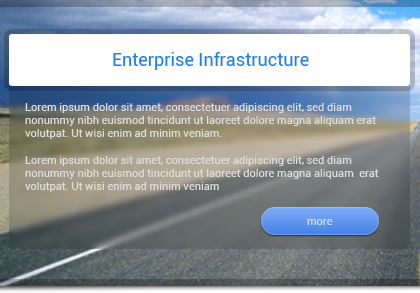 Enterprise Infrastructure
Lorem ipsum dolor sit amet, consectetuer adipiscing elit, sed diam
nonummy nibh euismod tincidunt ut laoreet dolore magna aliquam erat
volutpat. Ut wisi enim ad minim veniam.
Lorem ipsum dolor sit amet, consectetuer adipiscing elit, sed diam
nonummy nibh euismod tincidunt ut laoreet dolore magna aliquam erat
volutpat. Ut wisi enim ad minim veniam
more